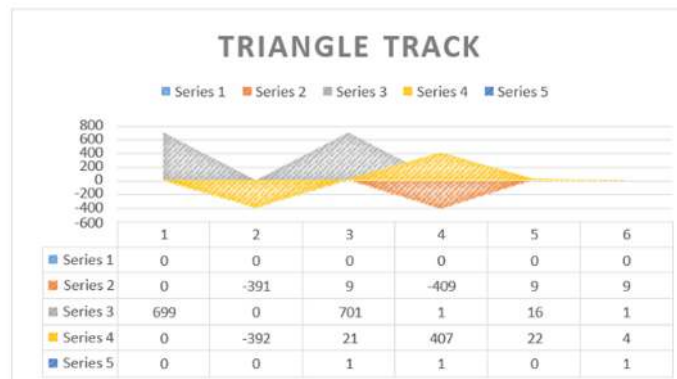 TRIANGLE TRACK
Series 1 Series 2 Series 3 Series 4 Series 5
800
600
400
200
0
-200
-400
-600
1 2 3 4 5 6
Series 1 0 0 0 0 0 0
Series 2 0 -391 9 -409 9 9
Series 3 699 0 701 1 16 1
Series 4 0 -392 21 407 22 4
Series 5 0 0 1 1 0 1